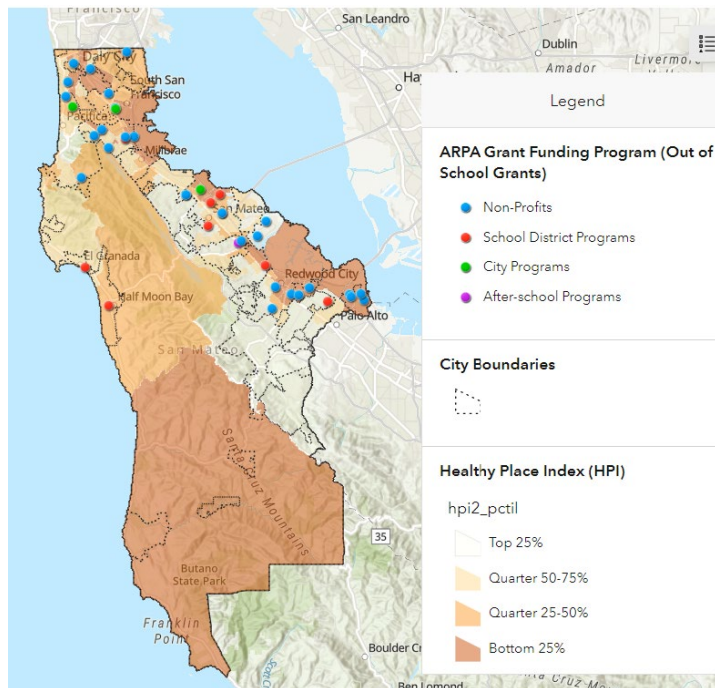 Francisco
San Leandro
Daly City
Dublin
Livermore
Amador
South San
Francisco
Pacifica
Millbrae
San Mateo
El Granada
Redwood City
Half Moon Bay
Palo Alto
San Mateo
Santa Cruz Mountains
35
Butano
State Park
Franklin
Point
Boulder Cr
Ben Lomond
Cruz Mountains
Legend
ARPA Grant Funding Program (Out of
School Grants)
Non-Profits
School District Programs
City Programs
After-school Programs
City Boundaries
Healthy Place Index (HPI)
hpi2_pctil
Top 25%
Quarter 50-75%
Quarter 25-50%
Bottom 25%